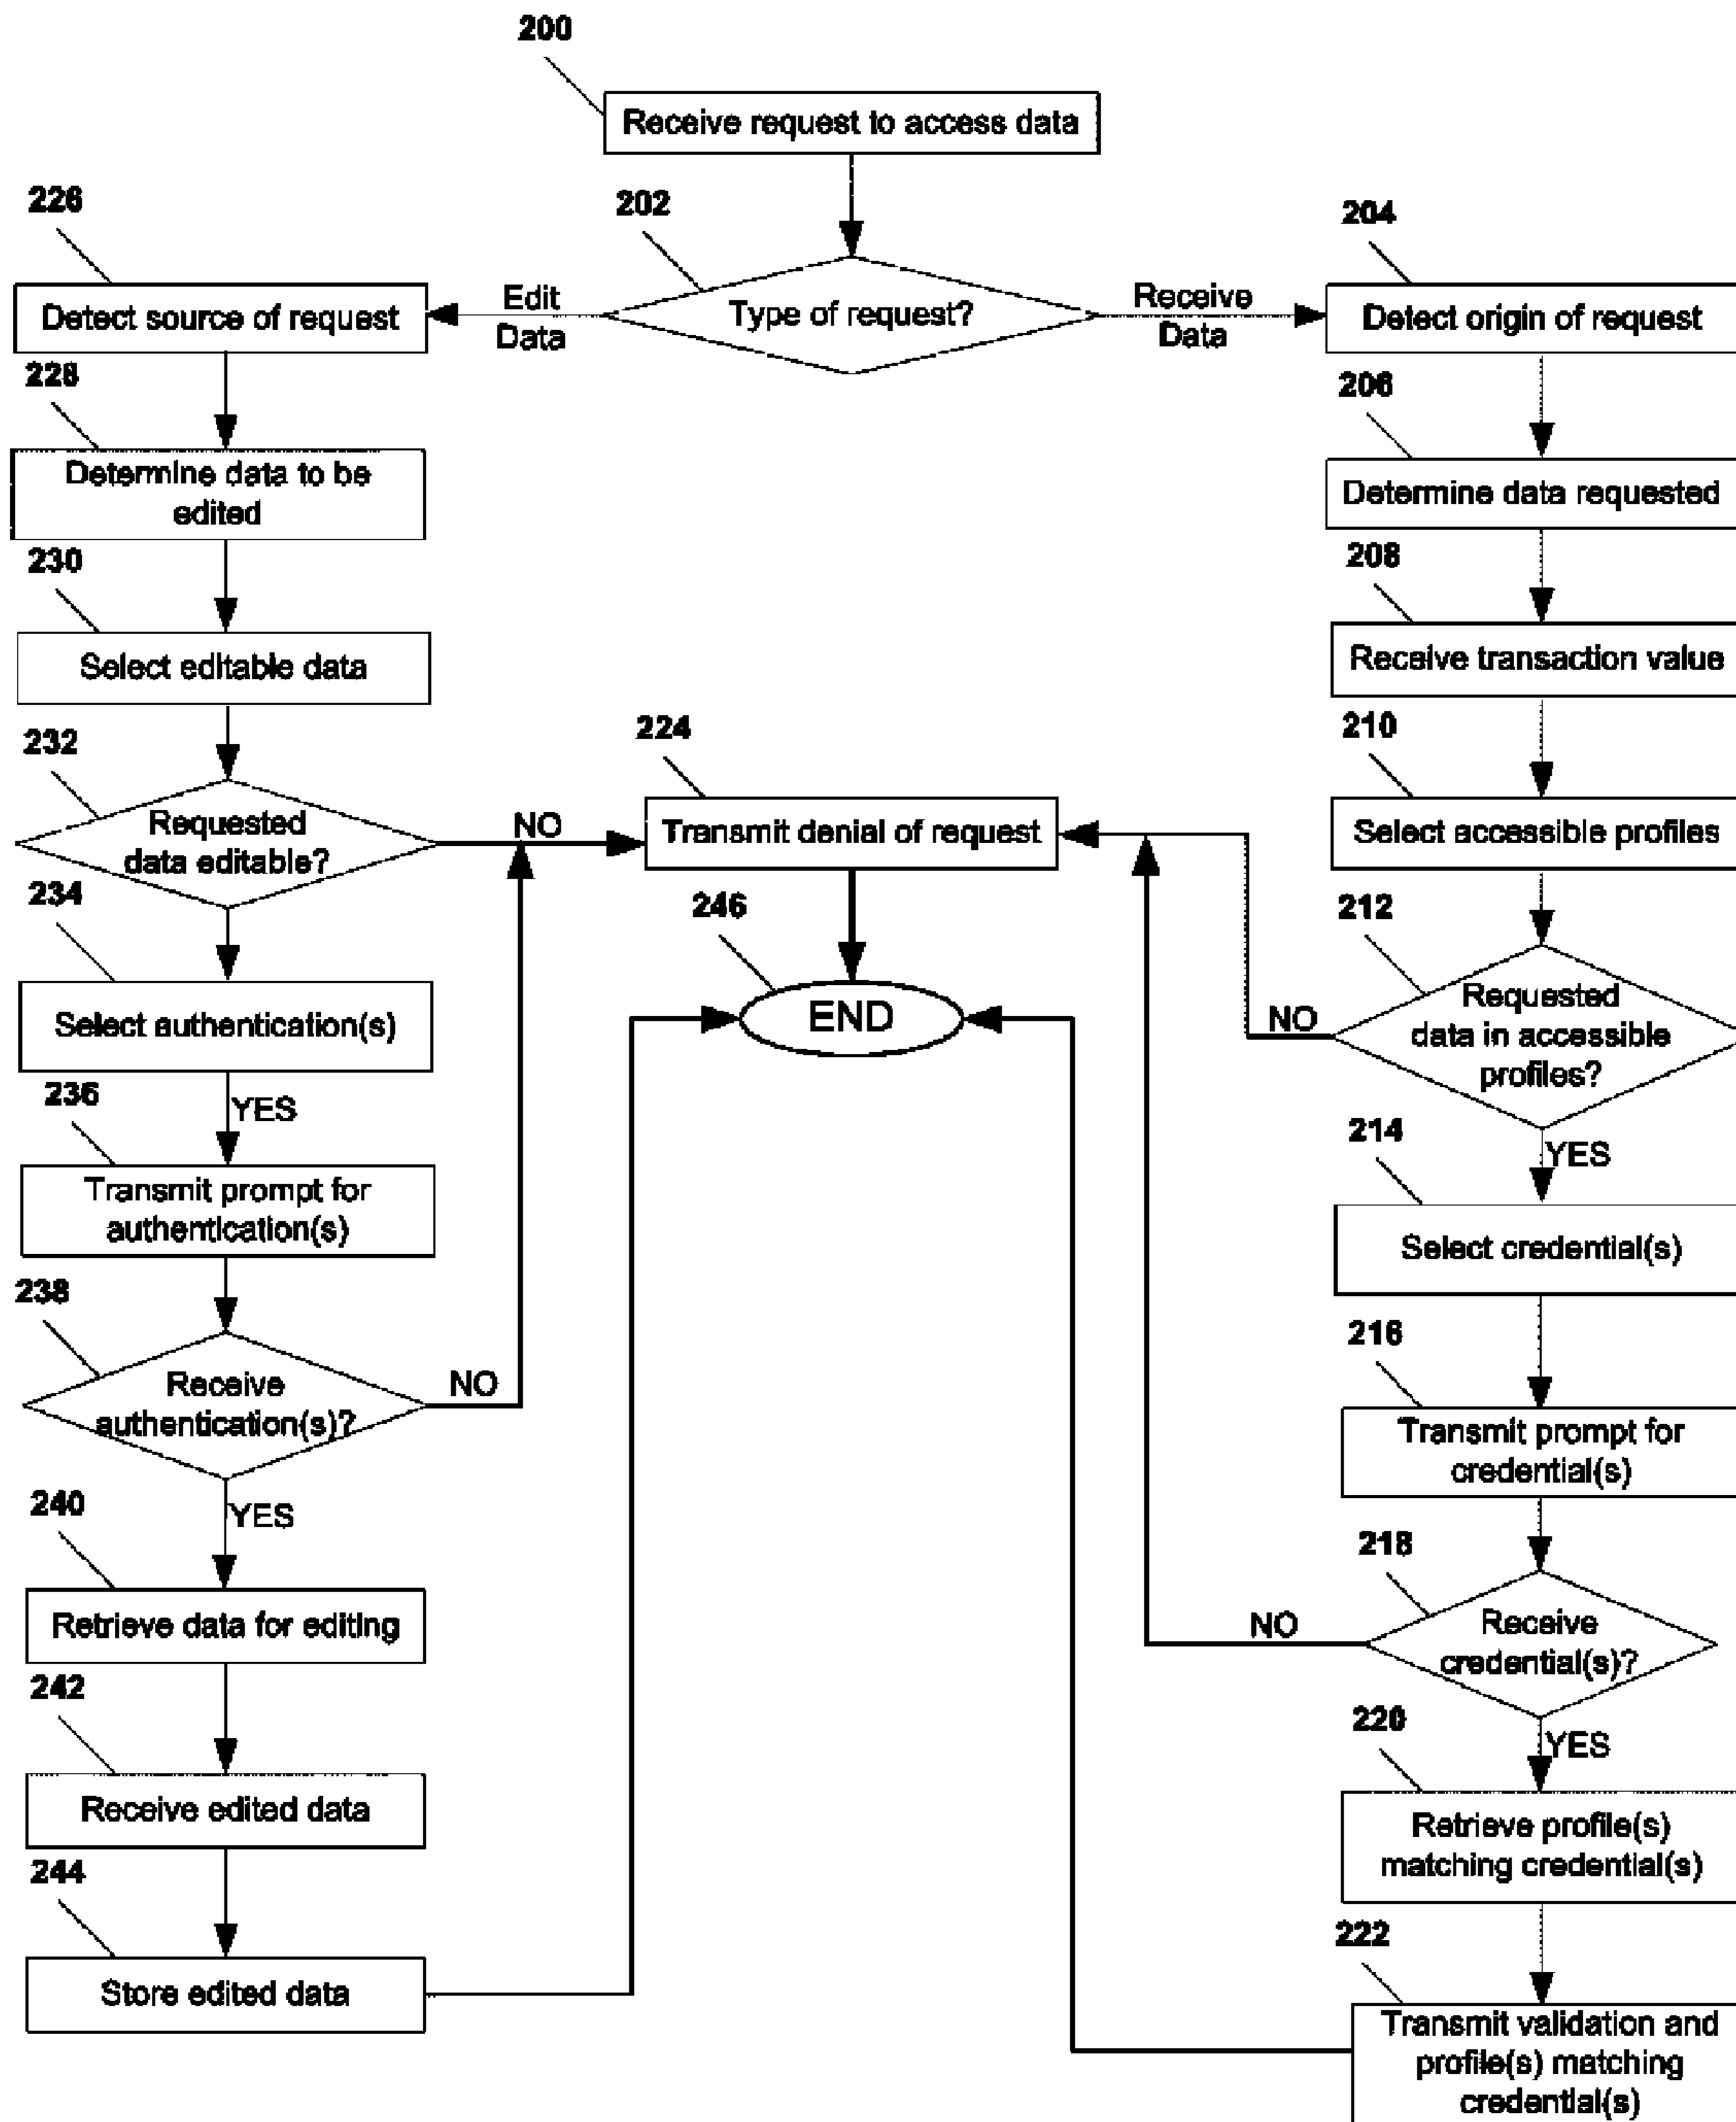 200
Receive request to access data
202
Type of request?
Edit
Data
Receive
Data
226
Detect source of request
228
Determine data to be
edited
230
Select editable data
232
Requested
data editable?
NO
234
Select authentication(s)
YES
236
Transmit prompt for
authentication(s)
238
Receive
authentication(s)?
NO
240
YES
Retrieve data for editing
242
Receive edited data
244
Store edited data
224
Transmit denial of request
246
END
204
Detect origin of request
206
Determine data requested
208
Receive transaction value
210
Select accessible profiles
212
Requested
data in accessible
profiles?
NO
214
YES
Select credential(s)
216
Transmit prompt for
credential(s)
218
Receive
credential(s)?
NO
220
YES
Retrieve profile(s)
matching credential(s)
222
Transmit validation and
profile(s) matching
credential(s)